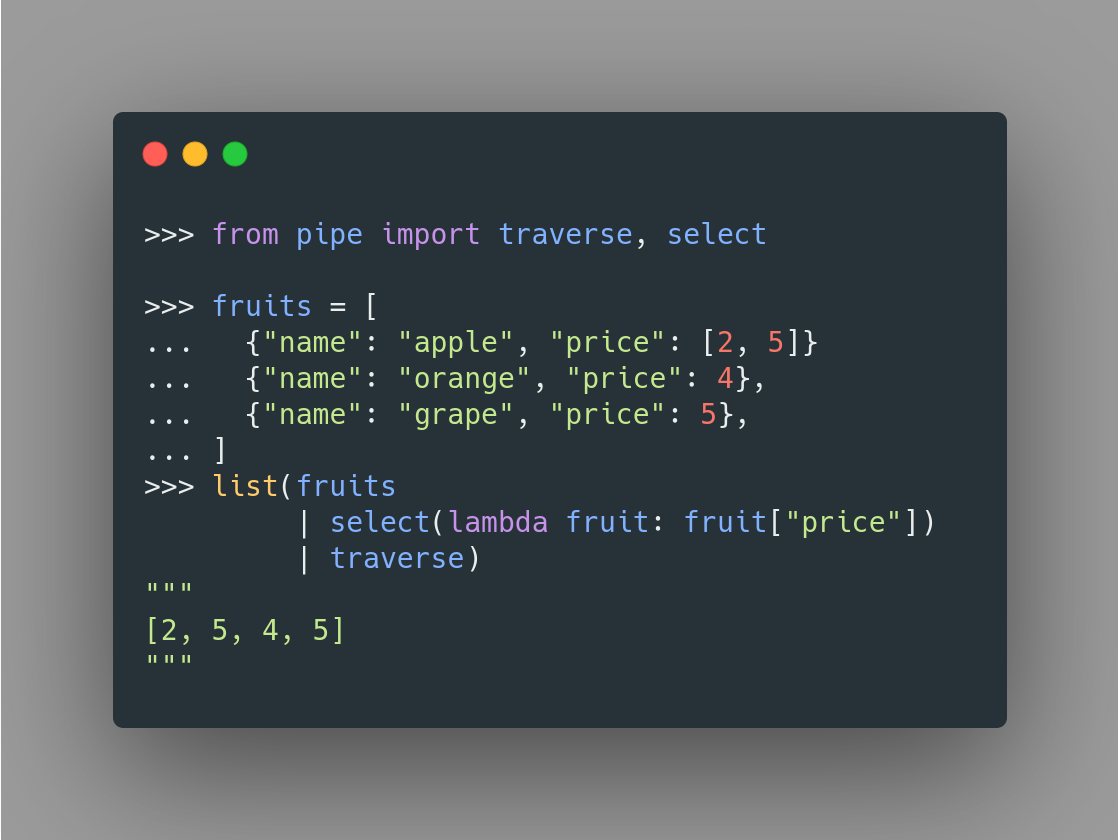 >>> from pipe import traverse, select
>>> fruits = [
...   {"name": "apple", "price": [2, 5]}
...   {"name": "orange", "price": 4},
...   {"name": "grape", "price": 5},
... ]
>>> list(fruits
         | select(lambda fruit: fruit["price"])
         | traverse)
"""
[2, 5, 4, 5]
"""